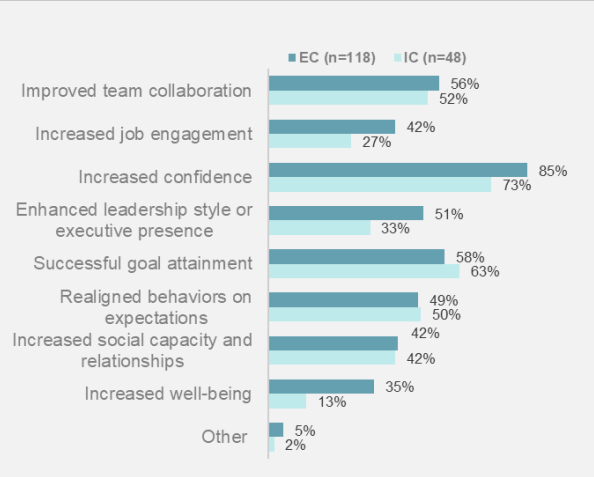 EC (n=118) IC (n=48)
Improved team collaboration 56%
52%
Increased job engagement 42%
27%
Increased confidence 85%
73%
Enhanced leadership style or
executive presence
51%
33%
Successful goal attainment 58%
63%
Realigned behaviors on
expectations
49%
50%
Increased social capacity and
relationships
42%
42%
Increased well-being 35%
13%
Other 5%
2%